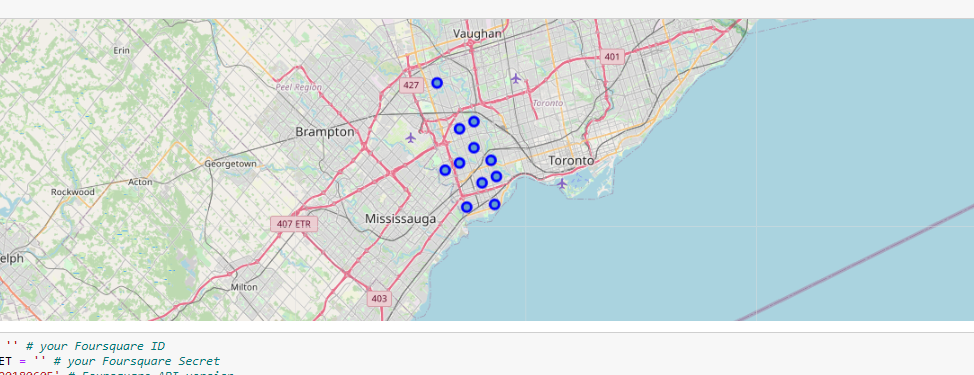 Vaughan
Erin
401
427
Peel Region
Toronto
Brampton
Georgetown
Toronto
Acton
Rockwood
Mississauga
407 ETR
elph
Milton
403
'' # your Foursquare ID
ET = '' # your Foursquare Secret
# Foursquare API version